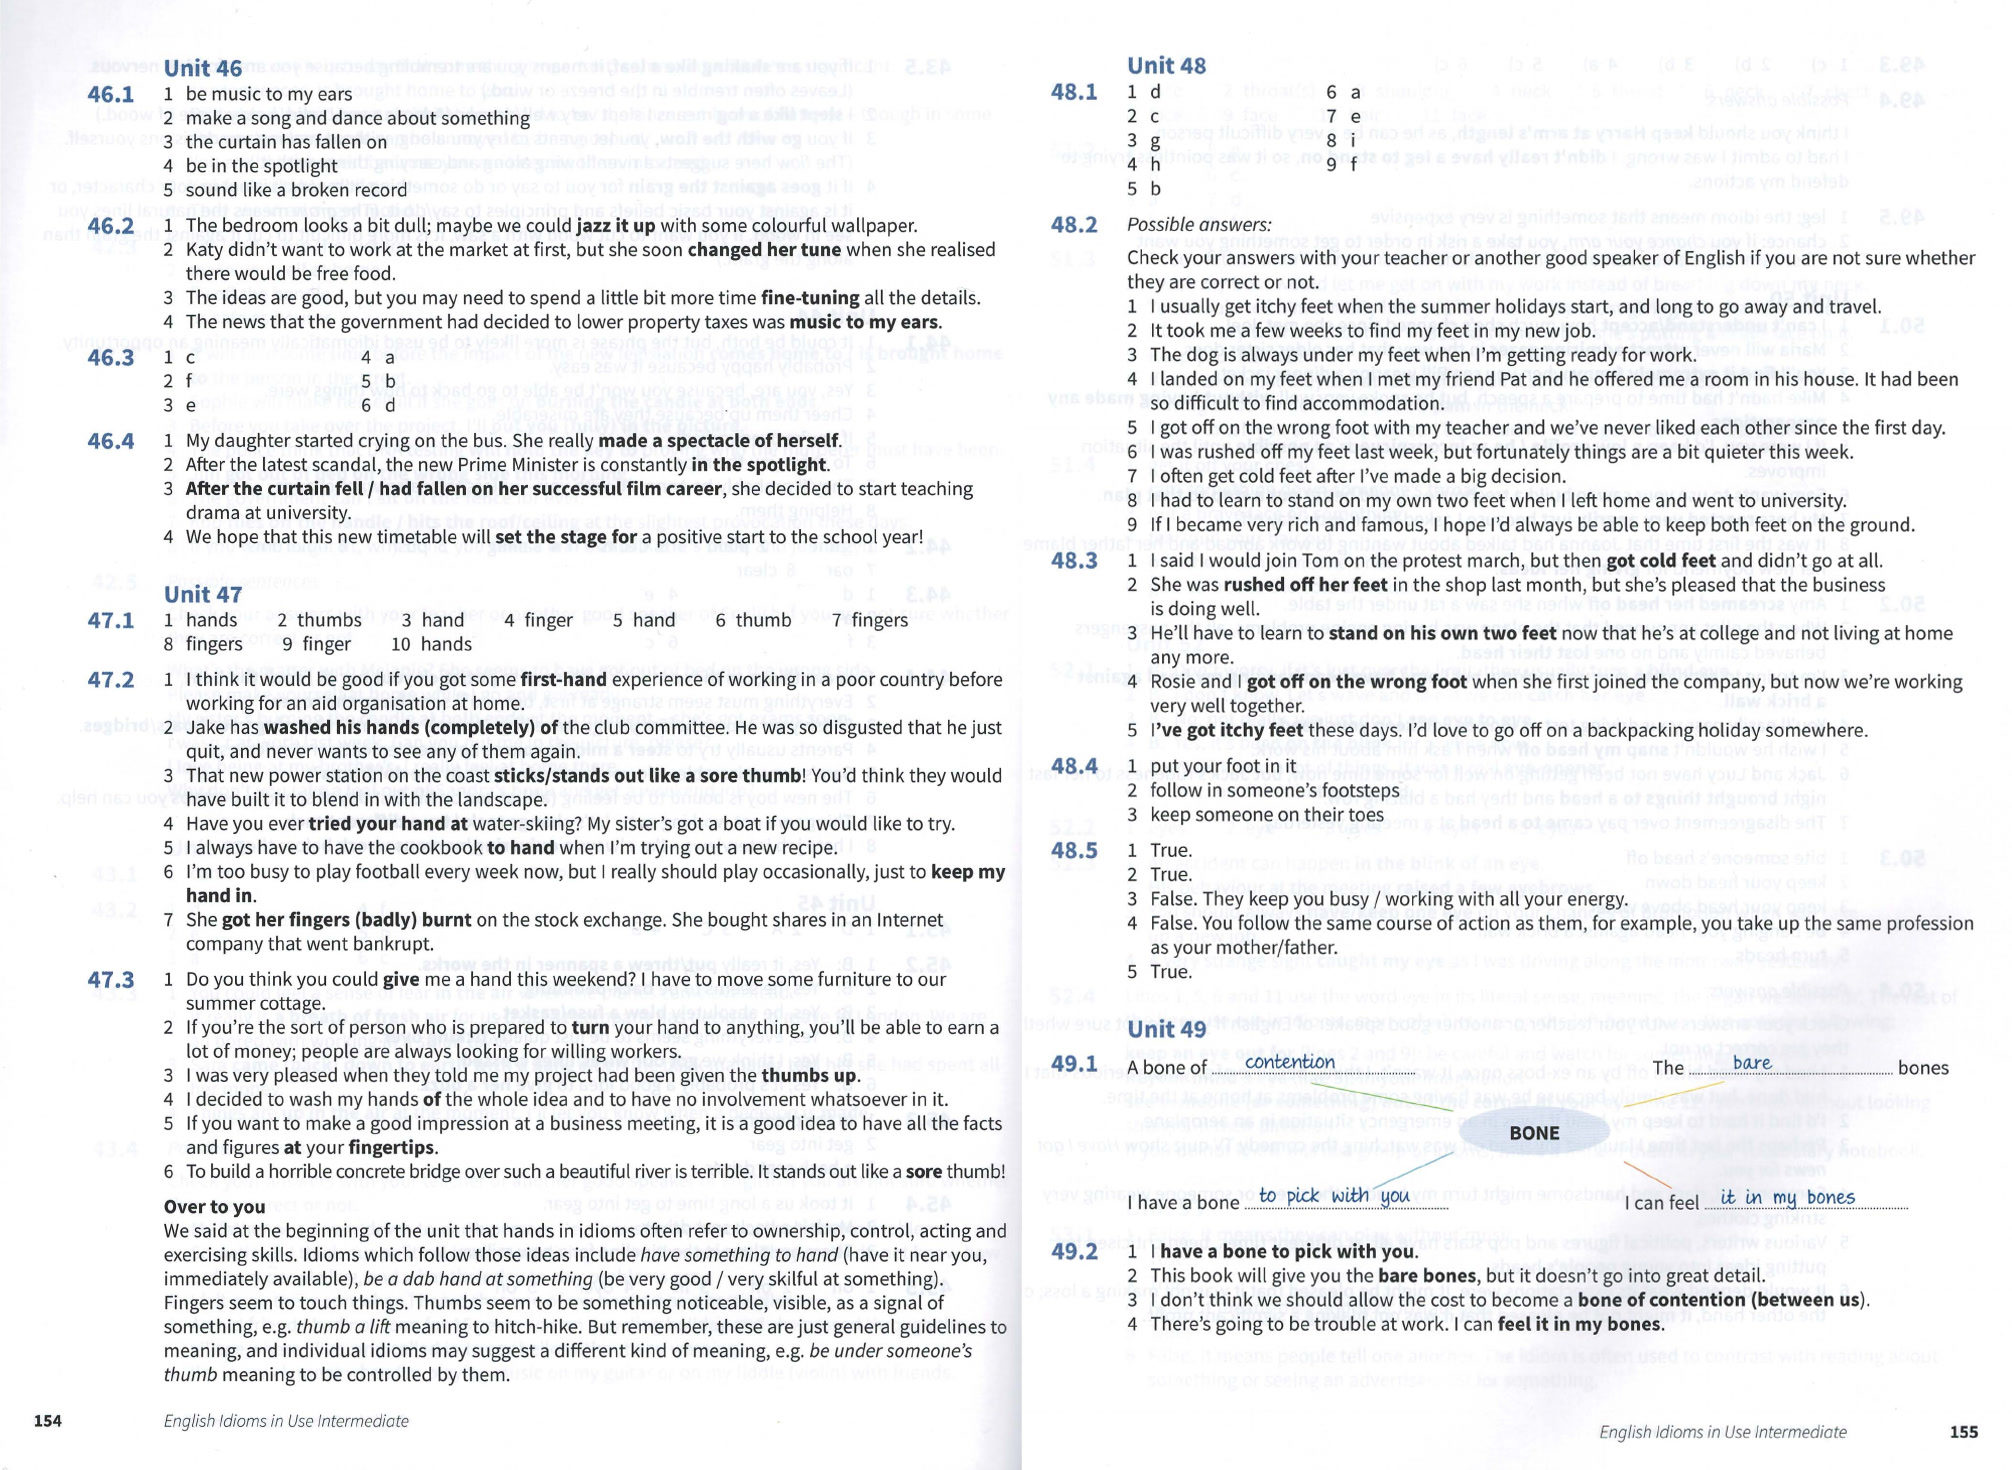 Unit 46
46.1 1 be music to my ears
2 make a song and dance about something
3 the curtain has fallen on
4 be in the spotlight
5 sound like a broken record
46.2 1 The bedroom looks a bit dull; maybe we could jazz it up with some colourful wallpaper.
2 Katy didn't want to work at the market at first, but she soon changed her tune when she realised
there would be free food.
3 The ideas are good, but you may need to spend a little bit more time fine-tuning all the details.
4 The news that the government had decided to lower property taxes was music to my ears.
46.3 1 c 4 a
2 f 5 b
3 e 6 d
46.4 1 My daughter started crying on the bus. She really made a spectacle of herself.
2 After the latest scandal, the new Prime Minister is constantly in the spotlight.
3 After the curtain fell / had fallen on her successful film career, she decided to start teaching
drama at university.
4 We hope that this new timetable will set the stage for a positive start to the school year!
Unit 47
47.1 1 hands 2 thumbs 3 hand 4 finger 5 hand 6 thumb 7 fingers
8 fingers 9 finger 10 hands
47.2 1 I think it would be good if you got some first-hand experience of working in a poor country before
working for an aid organisation at home.
2 Jake has washed his hands (completely) of the club committee. He was so disgusted that he just
quit, and never wants to see any of them again.
3 That new power station on the coast sticks/stands out like a sore thumb! You'd think they would
have built it to blend in with the landscape.
4 Have you ever tried your hand at water-skiing? My sister's got a boat if you would like to try.
5 I always have to have the cookbook to hand when I'm trying out a new recipe.
6 I'm too busy to play football every week now, but I really should play occasionally, just to keep my
hand in.
7 She got her fingers (badly) burnt on the stock exchange. She bought shares in an Internet
company that went bankrupt.
47.3 1 Do you think you could give me a hand this weekend? I have to move some furniture to our
summer cottage.
2 If you're the sort of person who is prepared to turn your hand to anything, you'll be able to earn a
lot of money; people are always looking for willing workers.
3 I was very pleased when they told me my project had been given the thumbs up.
4 I decided to wash my hands of the whole idea and to have no involvement whatsoever in it.
5 If you want to make a good impression at a business meeting, it is a good idea to have all the facts
and figures at your fingertips.
6 To build a horrible concrete bridge over such a beautiful river is terrible. It stands out like a sore thumb!
Over to you
We said at the beginning of the unit that hands in idioms often refer to ownership, control, acting and
exercising skills. Idioms which follow those ideas include have something to hand (have it near you,
immediately available), be a dab hand at something (be very good / very skilful at something).
Fingers seem to touch things. Thumbs seem to be something noticeable, visible, as a signal of
something, e.g. thumb a lift meaning to hitch-hike. But remember, these are just general guidelines to
meaning, and individual idioms may suggest a different kind of meaning, e.g. be under someone's
thumb meaning to be controlled by them.
154 English Idioms in Use Intermediate
Unit 48
48.1 1 d 6 a
2 c 7 e
3 g 8 i
4 h 9 f
5 b
48.2 Possible answers:
Check your answers with your teacher or another good speaker of English if you are not sure whether
they are correct or not.
1 I usually get itchy feet when the summer holidays start, and long to go away and travel.
2 It took me a few weeks to find my feet in my new job.
3 The dog is always under my feet when I'm getting ready for work.
4 I landed on my feet when I met my friend Pat and he offered me a room in his house. It had been
so difficult to find accommodation.
5 I got off on the wrong foot with my teacher and we've never liked each other since the first day.
6 I was rushed off my feet last week, but fortunately things are a bit quieter this week.
7 I often get cold feet after I've made a big decision.
8 I had to learn to stand on my own two feet when I left home and went to university.
9 If I became very rich and famous, I hope I'd always be able to keep both feet on the ground.
48.3 1 I said I would join Tom on the protest march, but then got cold feet and didn't go at all.
2 She was rushed off her feet in the shop last month, but she's pleased that the business
is doing well.
3 He'll have to learn to stand on his own two feet now that he's at college and not living at home
any more.
4 Rose and I got off on the wrong foot when she first joined the company, but now we're working
very well together.
5 I've got itchy feet these days. I'd love to go off on a backpacking holiday somewhere.
48.4 1 put your foot in it
2 follow in someone's footsteps
3 keep someone on their toes
48.5 1 True.
2 True.
3 False. They keep you busy / working with all your energy.
4 False. You follow the same course of action as them, for example, you take up the same profession
as your mother/father.
5 True.
Unit 49
49.1 A bone of contention The bare bones
BONE
I have a bone to pick with you I can feel it in my bones
49.2 1 I have a bone to pick with you.
2 This book will give you the bare bones, but it doesn't go into great detail.
3 I don't think we should allow the cost to become a bone of contention (between us).
4 There's going to be trouble at work. I can feel it in my bones.
English Idioms in Use Intermediate 155